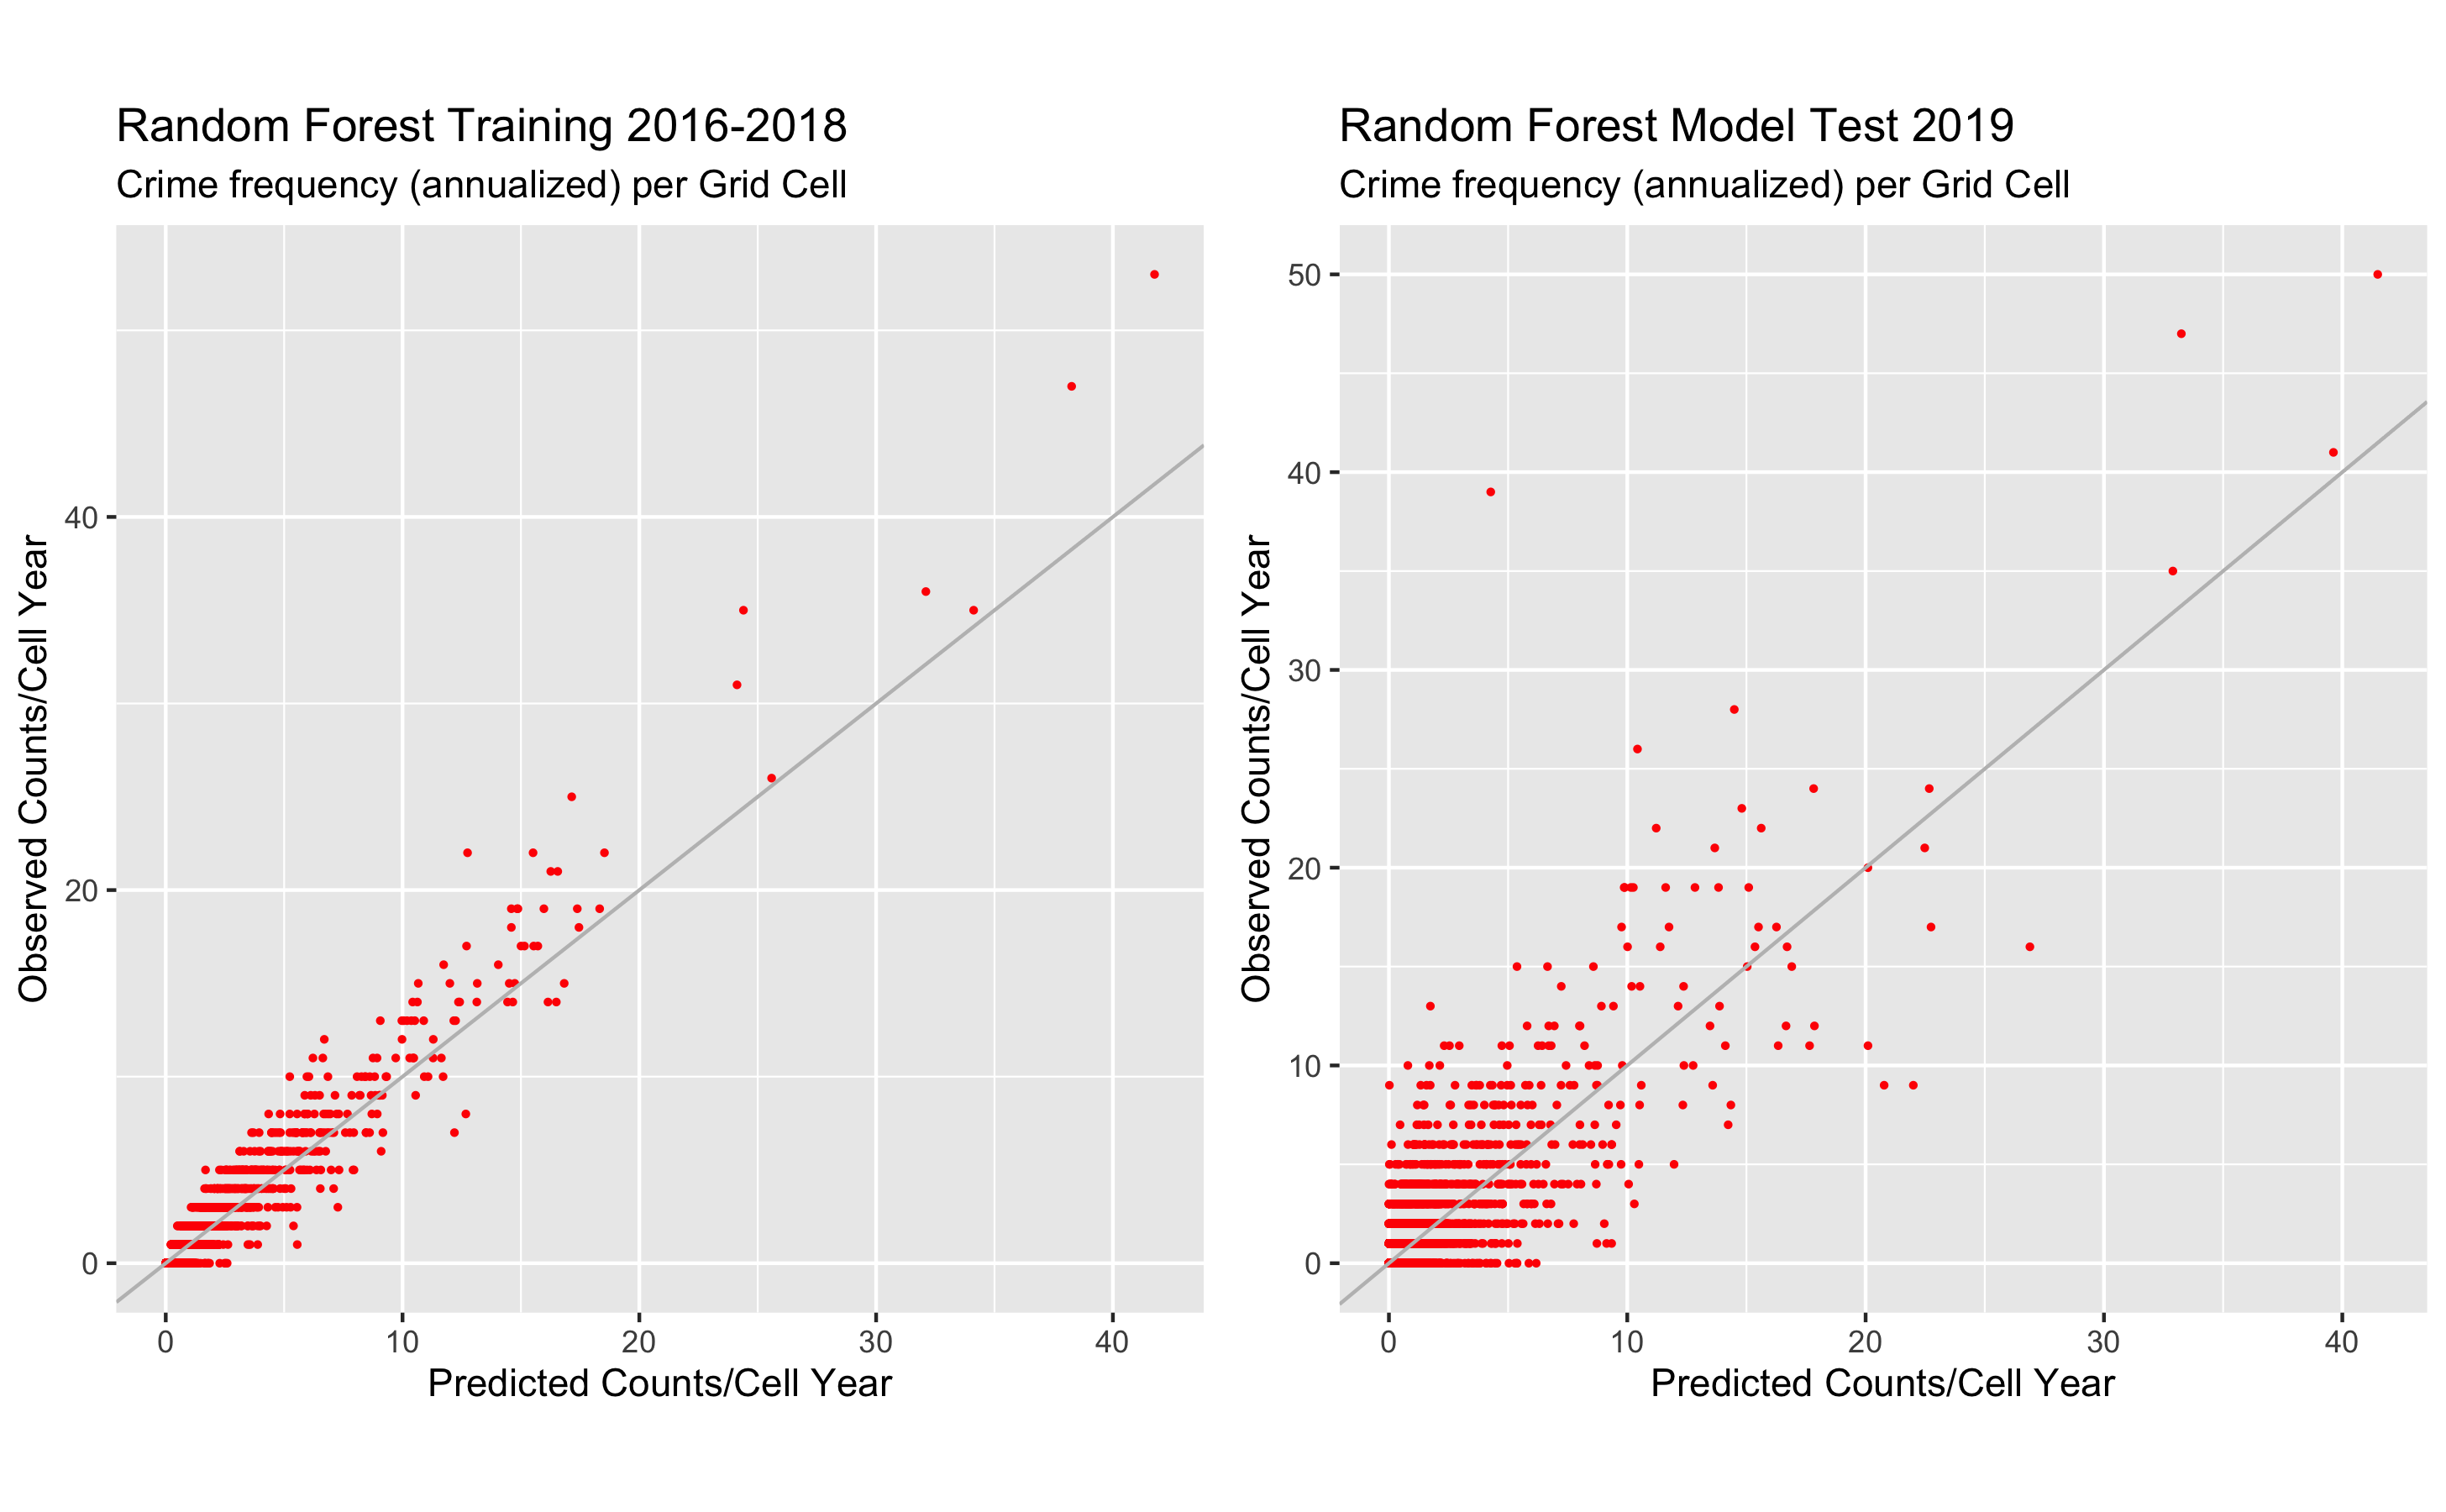 Random Forest Training 2016-2018
Crime frequency (annualized) per Grid Cell
Observed Counts/Cell Year
40
20
0
0 10 20 30 40
Predicted Counts/Cell Year
Random Forest Model Test 2019
Crime frequency (annualized) per Grid Cell
Observed Counts/Cell Year
50
40
30
20
10
0
0 10 20 30 40
Predicted Counts/Cell Year